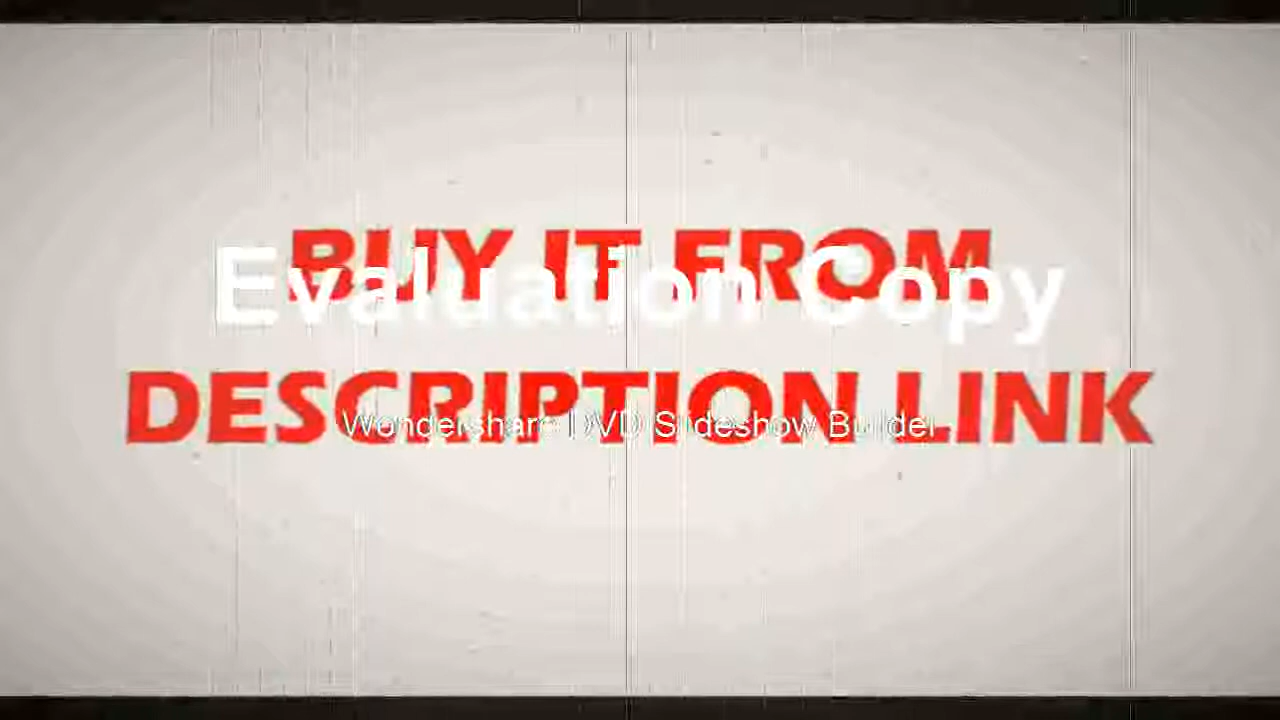 BUY IT FROM
Evaluation Copy
DESCRIPTION LINK
Wondershare DVD Slideshow Builder